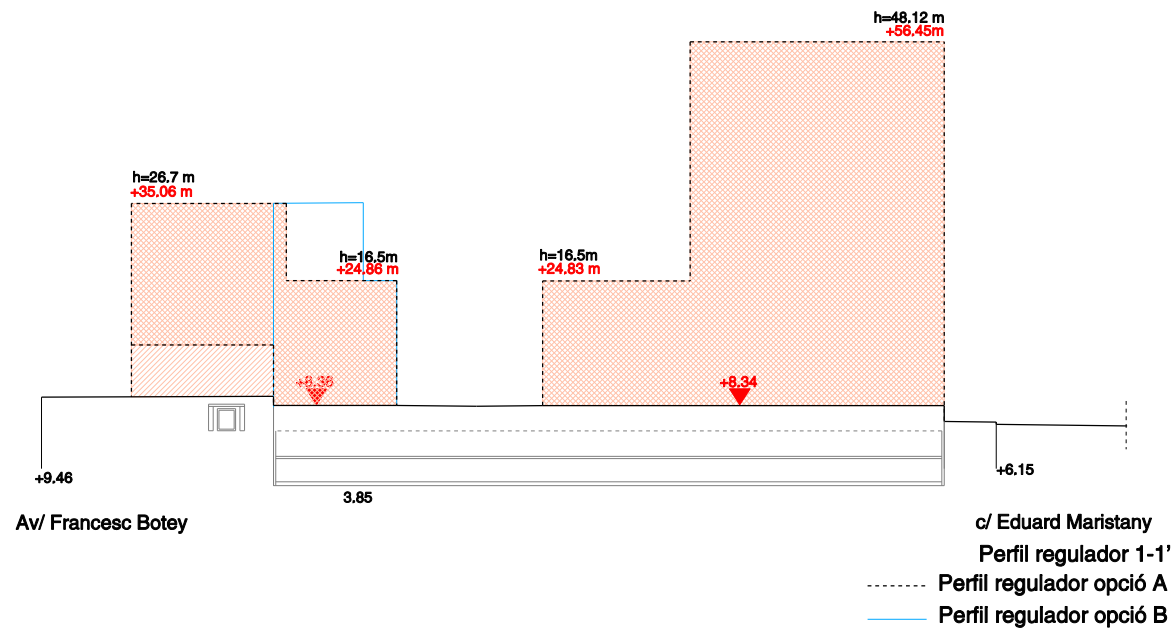 h=48.12 m
+56.45m
h=26.7 m
+35.06 m
h=16.5m
+24.86 m
h=16.5m
+24.83 m
+8.36
+8.34
+9.46
+6.15
3.85
Av/ Francesc Botey
c/ Eduard Maristany
Perfil regulador 1-1'
Perfil regulador opció A
Perfil regulador opció B